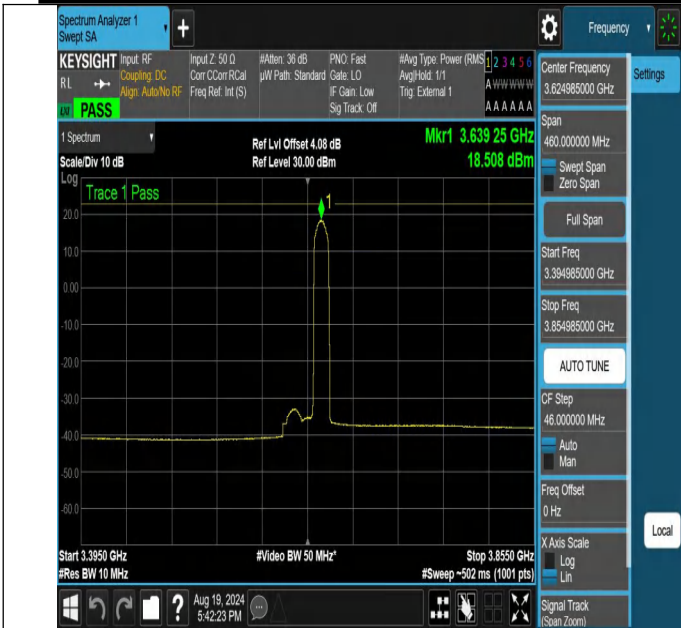 Spectrum Analyzer 1
Swept SA
+
Frequency
KEYSIGHT
RL
PASS
Input: RF
Coupling: DC
Align: Auto/No RF
Input Z: 50 Ω
Corr CCorr RCal
Freq Ref: Int (S)
#Atten: 36 dB
µW Path: Standard
PNO: Fast
Gate: LO
IF Gain: Low
Sig Track: Off
#Avg Type: Power (RMS
Avg|Hold: 1/1
Trig: External 1
1 2 3 4 5 6
A W W W W W
A A A A A A
Center Frequency
3.624985000 GHz
Settings
Span
460.000000 MHz
Swept Span
Zero Span
Full Span
Start Freq
3.394985000 GHz
Stop Freq
3.854985000 GHz
AUTO TUNE
CF Step
46.000000 MHz
Auto
Man
Freq Offset
0 Hz
X Axis Scale
Log
Lin
Signal Track
(Span Zoom)
Local
1 Spectrum
Scale/Div 10 dB
Ref Lvl Offset 4.08 dB
Ref Level 30.00 dBm
Mkr1 3.639 25 GHz
18.508 dBm
Log
Trace 1 Pass
1
20.0
10.0
0.00
-10.0
-20.0
-30.0
-40.0
-50.0
-60.0
Start 3.3950 GHz
#Res BW 10 MHz
#Video BW 50 MHz*
Stop 3.8550 GHz
#Sweep ~502 ms (1001 pts)
?
Aug 19, 2024
5:42:23 PM